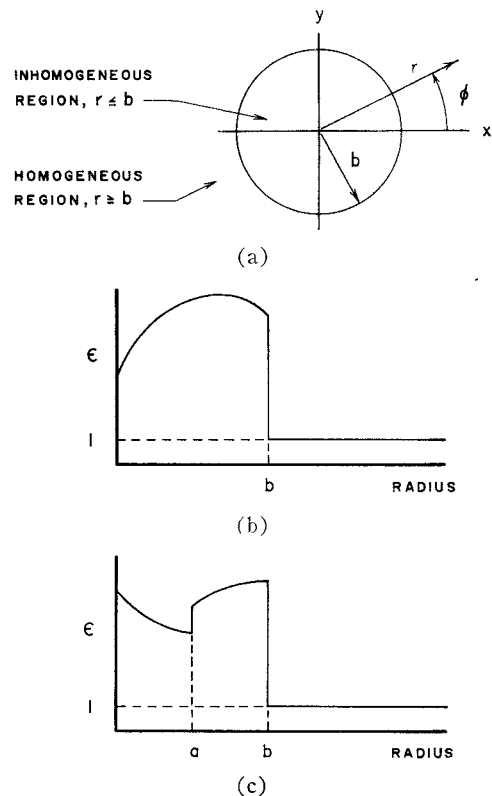 y
r
INHOMOGENEOUS
REGION, r ≤ b
ϕ
x
b
HOMOGENEOUS
REGION, r ≥ b
(a)
ϵ
1
b
RADIUS
(b)
ϵ
1
a
b
RADIUS
(c)